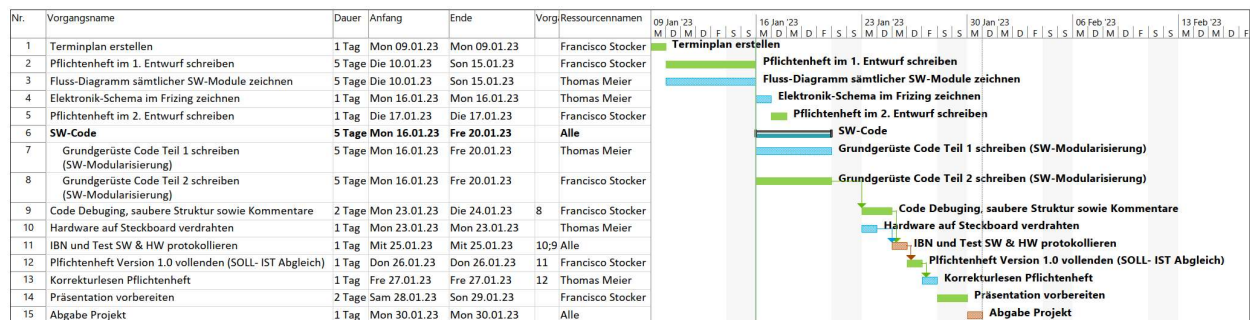 Nr. Vorgangsname Dauer Anfang Ende Vorg Ressourcennamen
09 Jan '23 16 Jan '23 23 Jan '23 30 Jan '23 06 Feb '23 13 Feb '23
M D M D F S S M D M D F S S M D M D F S S M D M D F S S M D M D F S S M D M D F
1 Terminplan erstellen 1 Tag Mon 09.01.23 Mon 09.01.23 Francisco Stocker Terminplan erstellen
2 Pflichtenheft im 1. Entwurf schreiben 5 Tage Die 10.01.23 Son 15.01.23 Francisco Stocker Pflichtenheft im 1. Entwurf schreiben
3 Fluss-Diagramm sämtlicher SW-Module zeichnen 5 Tage Die 10.01.23 Son 15.01.23 Thomas Meier Fluss-Diagramm sämtlicher SW-Module zeichnen
4 Elektronik-Schema im Frizing zeichnen 1 Tag Mon 16.01.23 Mon 16.01.23 Thomas Meier Elektronik-Schema im Frizing zeichnen
5 Pflichtenheft im 2. Entwurf schreiben 1 Tag Die 17.01.23 Die 17.01.23 Francisco Stocker Pflichtenheft im 2. Entwurf schreiben
6 SW-Code 5 Tage Mon 16.01.23 Fre 20.01.23 Alle SW-Code
7 Grundgerüste Code Teil 1 schreiben 5 Tage Mon 16.01.23 Fre 20.01.23 Thomas Meier Grundgerüste Code Teil 1 schreiben (SW-Modularisierung)
(SW-Modularisierung)
8 Grundgerüste Code Teil 2 schreiben 5 Tage Mon 16.01.23 Fre 20.01.23 Francisco Stocker Grundgerüste Code Teil 2 schreiben (SW-Modularisierung)
(SW-Modularisierung)
9 Code Debuging, saubere Struktur sowie Kommentare 2 Tage Mon 23.01.23 Die 24.01.23 8 Francisco Stocker Code Debuging, saubere Struktur sowie Kommentare
10 Hardware auf Steckboard verdrahten 1 Tag Mon 23.01.23 Mon 23.01.23 Thomas Meier Hardware auf Steckboard verdrahten
11 IBN und Test SW & HW protokollieren 1 Tag Mit 25.01.23 Mit 25.01.23 10;9 Alle IBN und Test SW & HW protokollieren
12 Plfichtenheft Version 1.0 vollenden (SOLL- IST Abgleich) 1 Tag Don 26.01.23 Don 26.01.23 11 Francisco Stocker Plfichtenheft Version 1.0 vollenden (SOLL- IST Abgleich)
13 Korrekturlesen Pflichtenheft 1 Tag Fre 27.01.23 Fre 27.01.23 12 Thomas Meier Korrekturlesen Pflichtenheft
14 Präsentation vorbereiten 2 Tage Sam 28.01.23 Son 29.01.23 Francisco Stocker Präsentation vorbereiten
15 Abgabe Projekt 1 Tag Mon 30.01.23 Mon 30.01.23 Alle Abgabe Projekt